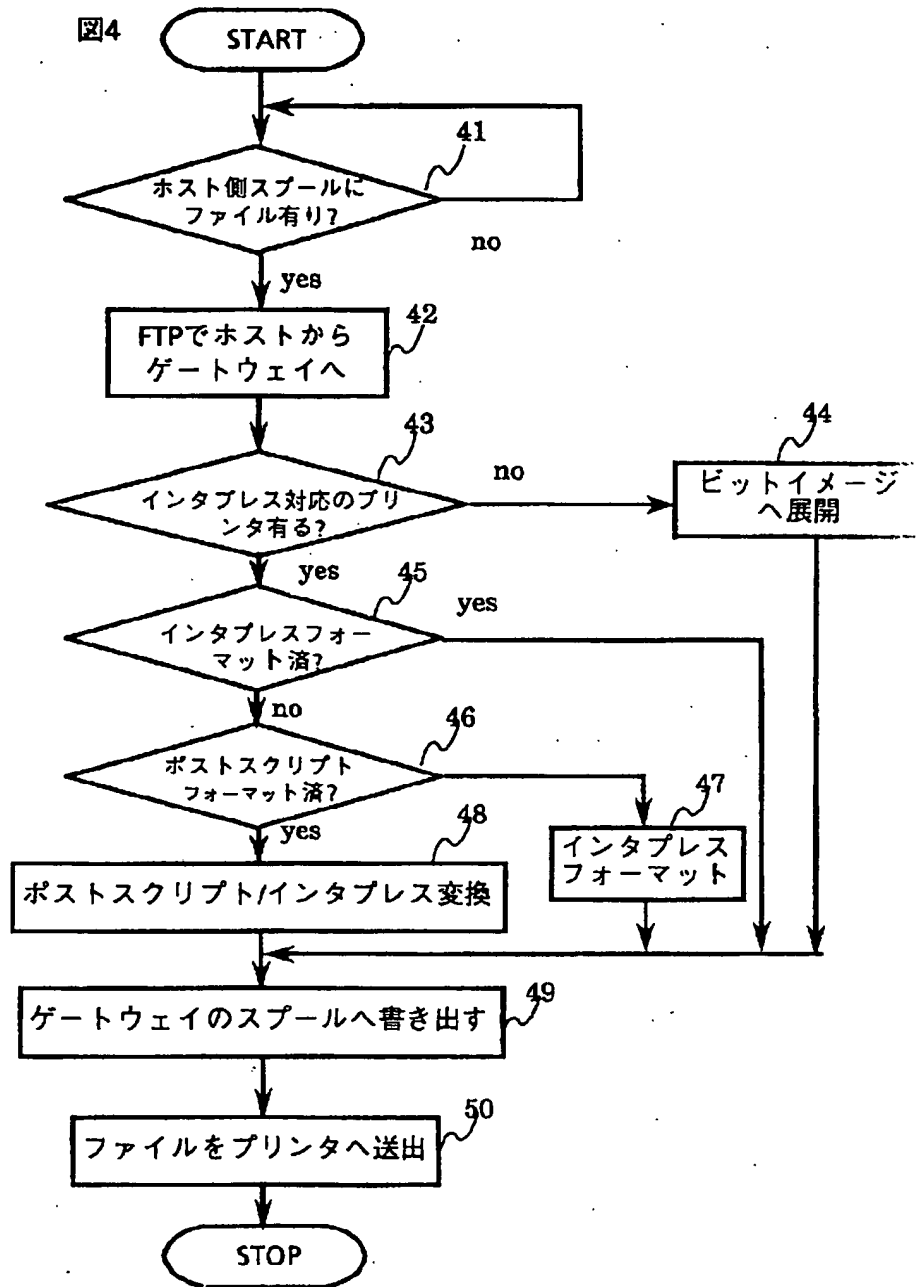 図4
START
41
ホスト側スプールに
ファイル有り?
no
yes
42
FTPでホストから
ゲートウェイへ
43
インタプレス対応のプリ
ンタ有る?
no
44
ビットイメージ
へ展開
yes
45
インタプレスフォー
マット済?
yes
no
46
ポストスクリプト
フォーマット済?
47
インタプレス
フォーマット
yes
48
ポストスクリプト/インタプレス変換
49
ゲートウェイのスプールへ書き出す
50
ファイルをプリンタへ送出
STOP